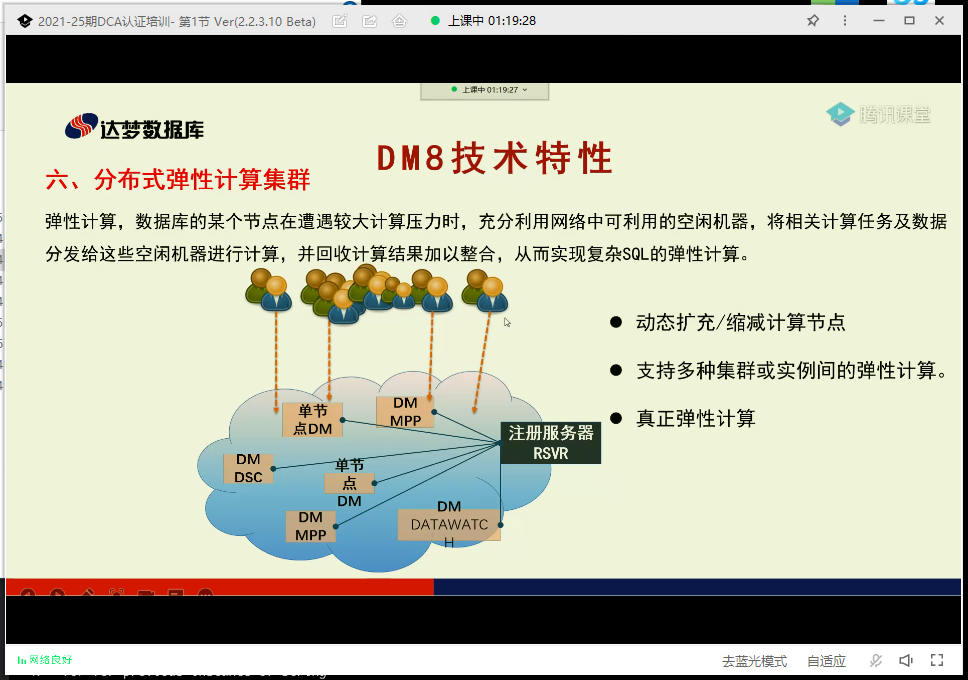 2021-25期DCA认证培训- 第1节 Ver(2.2.3.10 Beta)
上课中 01:19:28
上课中 01:19:27
达梦数据库
腾讯课堂
DM8技术特性
六、分布式弹性计算集群
弹性计算，数据库的某个节点在遭遇较大计算压力时，充分利用网络中可利用的空闲机器，将相关计算任务及数据
分发给这些空闲机器进行计算，并回收计算结果加以整合，从而实现复杂SQL的弹性计算。
● 动态扩充/缩减计算节点
● 支持多种集群或实例间的弹性计算。
● 真正弹性计算
单节
点DM
DM
MPP
注册服务器
RSVR
DM
DSC
单节
点
DM
DM
MPP
DM
DATAWATC
H
网络良好
去蓝光模式
自适应